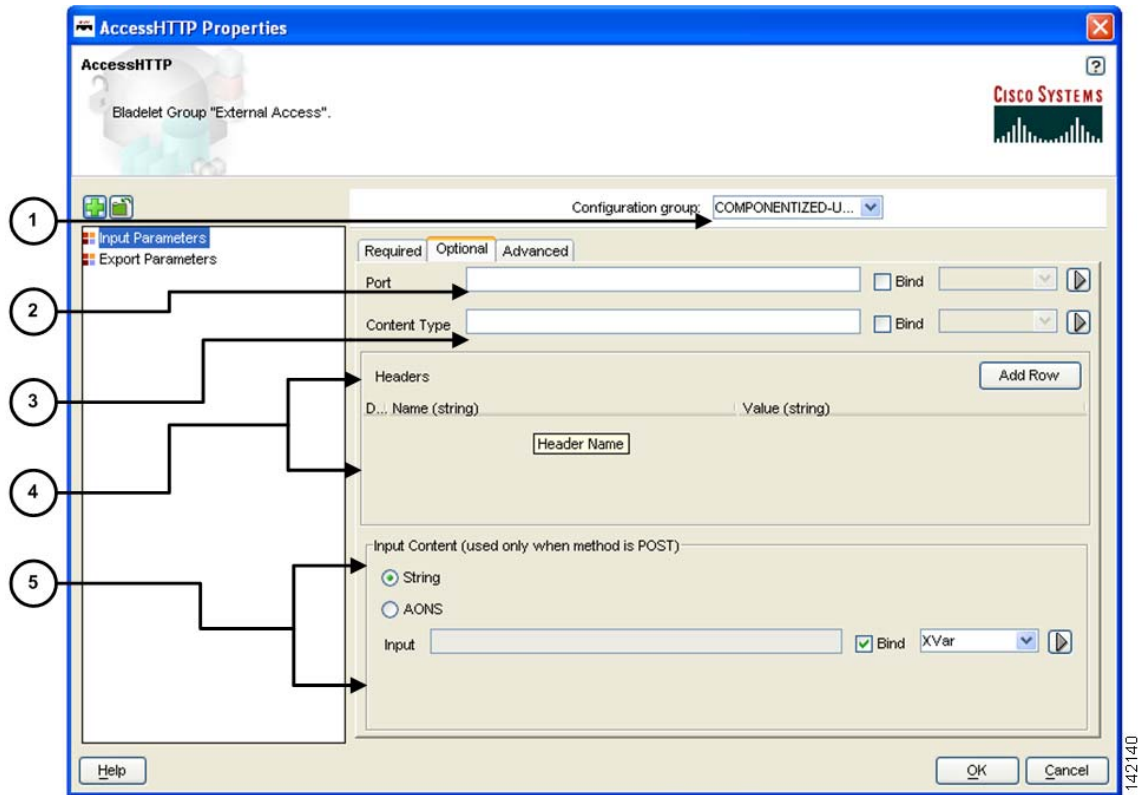 AccessHTTP Properties
AccessHTTP
?
Bladelet Group "External Access".
CISCO SYSTEMS
1
Configuration group: COMPONENTIZED-U...
Input Parameters
Export Parameters
Required Optional Advanced
2
Port Bind
Content Type Bind
3
Headers Add Row
D... Name (string) Value (string)
Header Name
4
5
Input Content (used only when method is POST)
String
AONS
Input Bind XVar
Help OK Cancel
142140